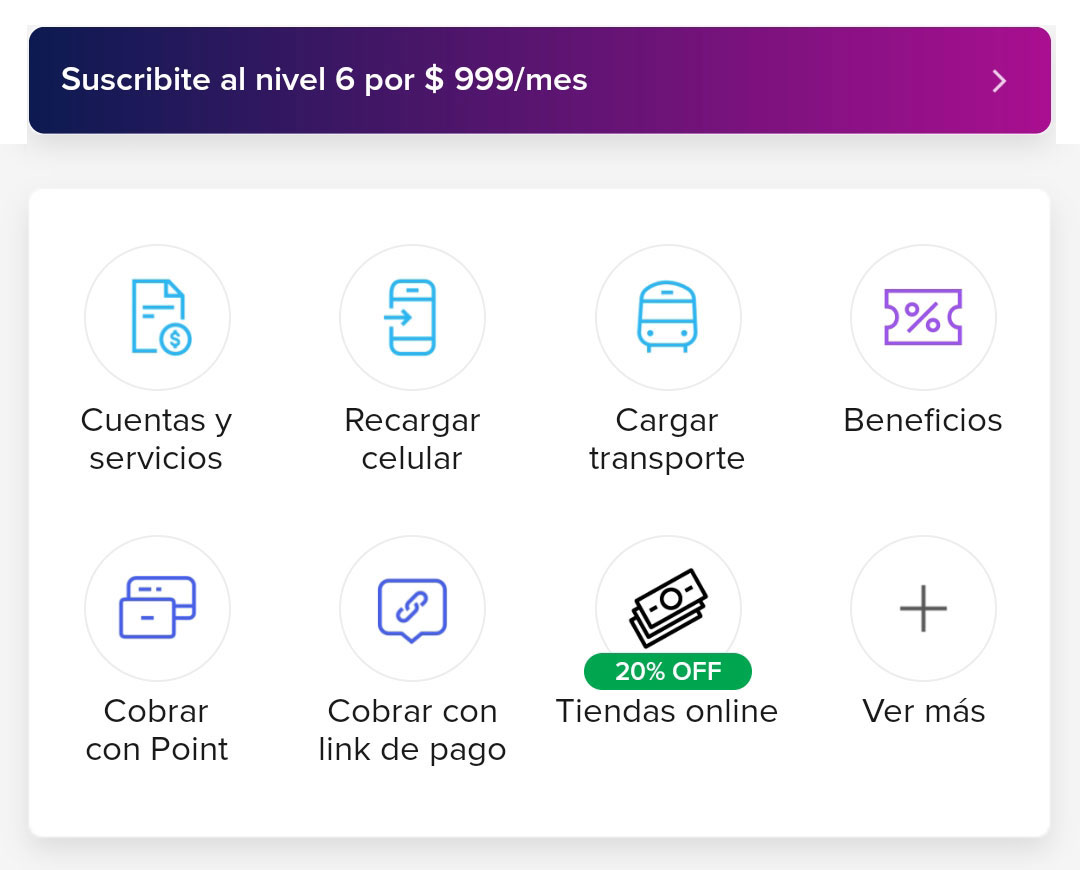 Suscribite al nivel 6 por $ 999/mes
Cuentas y
servicios
Recargar
celular
Cargar
transporte
Beneficios
Cobrar
con Point
Cobrar con
link de pago
20% OFF
Tiendas online
Ver más